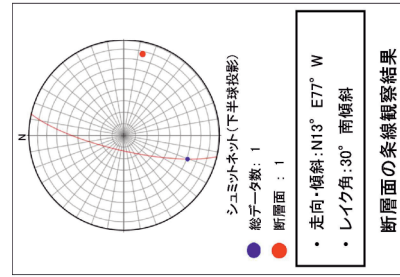 N
シュミットネット(下半球投影)
総データ数: 1
断層面 : 1
・ 走向・傾斜:N13° E77° W
・ レイク角:30° 南傾斜
断層面の条線観察結果